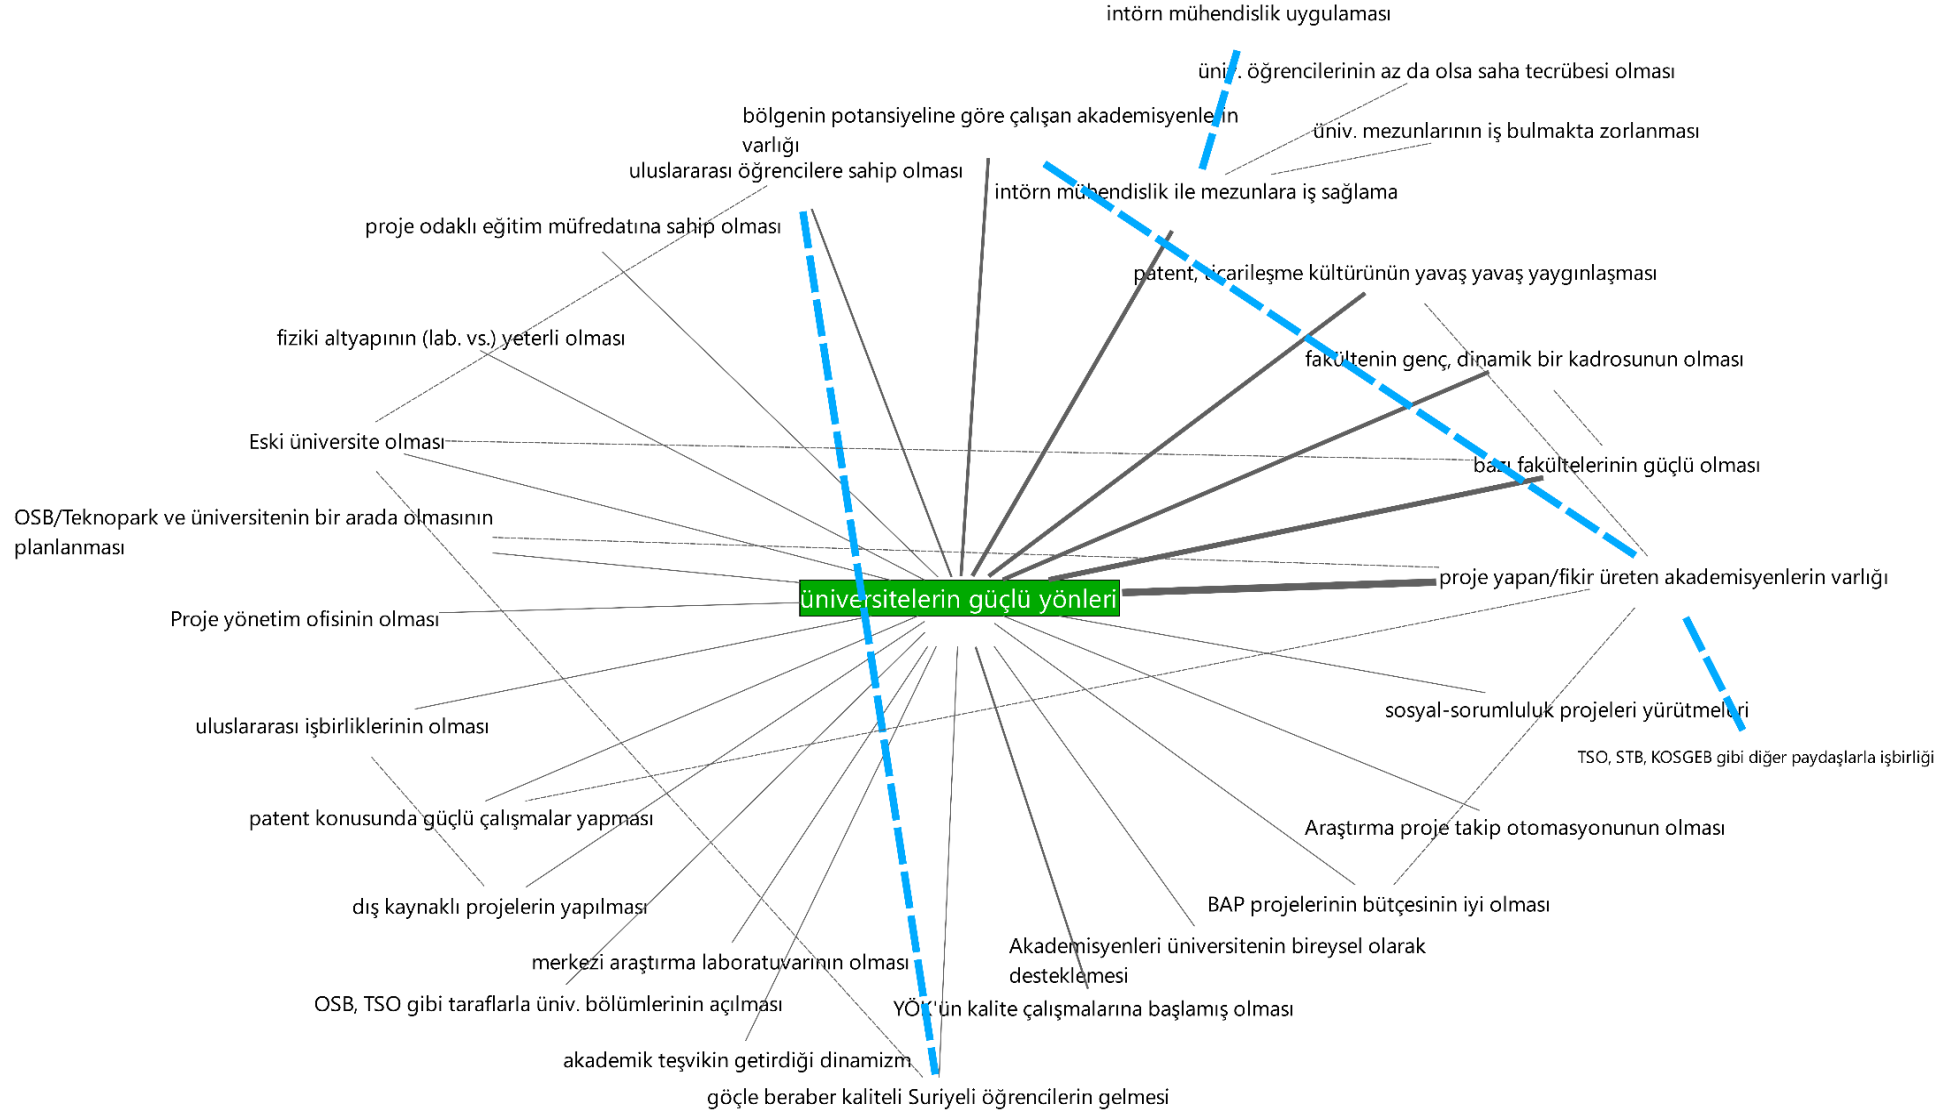 intörn mühendislik uygulaması
üniv. öğrencilerinin az da olsa saha tecrübesi olması
bölgenin potansiyeline göre çalışan akademisyenlerin
varlığı
üniv. mezunlarının iş bulmakta zorlanması
uluslararası öğrencilere sahip olması
intörn mühendislik ile mezunlara iş sağlama
proje odaklı eğitim müfredatına sahip olması
patent, ticarileşme kültürünün yavaş yavaş yaygınlaşması
fiziki altyapının (lab. vs.) yeterli olması
fakültenin genç, dinamik bir kadrosunun olması
Eski üniversite olması
bazı fakültelerinin güçlü olması
OSB/Teknopark ve üniversitenin bir arada olmasının
planlanması
proje yapan/fikir üreten akademisyenlerin varlığı
üniversitelerin güçlü yönleri
Proje yönetim ofisinin olması
sosyal-sorumluluk projeleri yürütmeleri
uluslararası işbirliklerinin olması
TSO, STB, KOSGEB gibi diğer paydaşlarla işbirliği
patent konusunda güçlü çalışmalar yapması
Araştırma proje takip otomasyonunun olması
dış kaynaklı projelerin yapılması
BAP projelerinin bütçesinin iyi olması
Akademisyenleri üniversitenin bireysel olarak
desteklemesi
merkezi araştırma laboratuvarının olması
OSB, TSO gibi taraflarla üniv. bölümlerinin açılması
YÖK'ün kalite çalışmalarına başlamış olması
akademik teşvikin getirdiği dinamizm
göçle beraber kaliteli Suriyeli öğrencilerin gelmesi